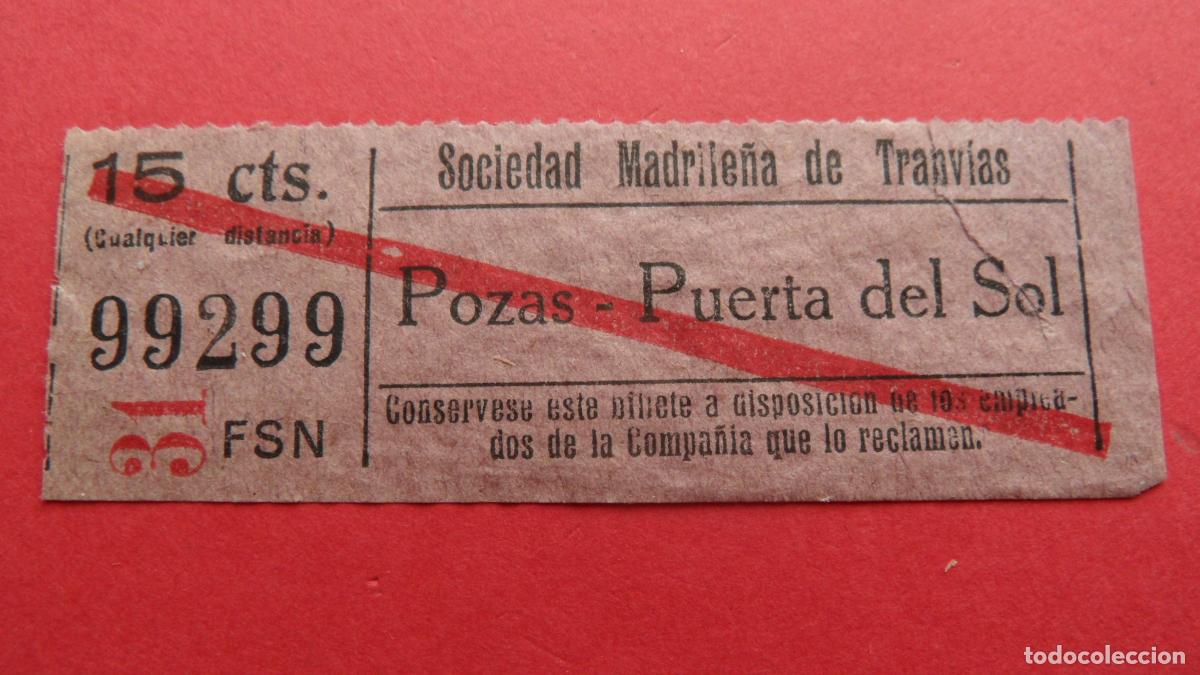 15 cts.
(Cualquier distancia)
99299
31
FSN
Sociedad Madrileña de Tranvías
Pozas - Puerta del Sol
Conservese este billete a disposicion de los emplea-
dos de la Compañia que lo reclamen.
todocoleccion